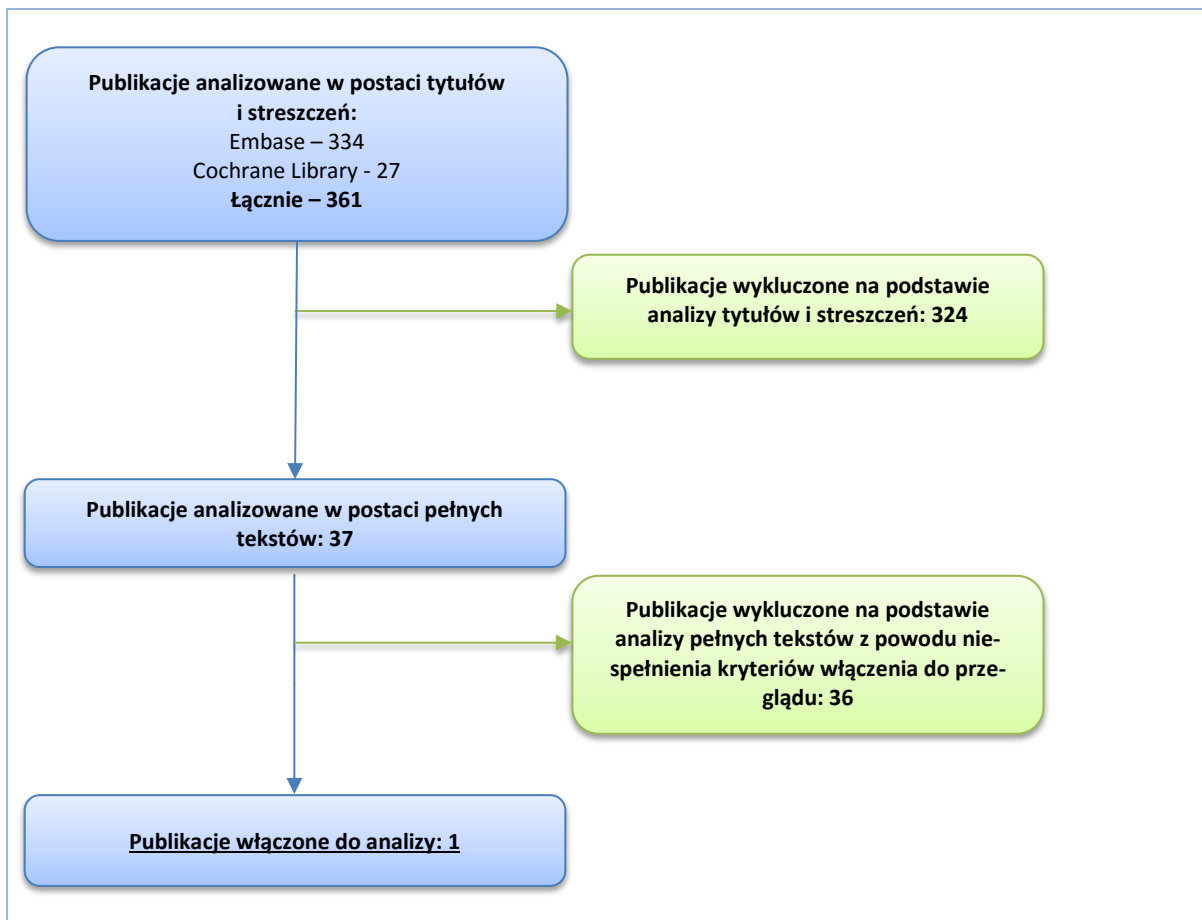 Publikacje analizowane w postaci tytułów
i streszczeń:
Embase – 334
Cochrane Library - 27
Łącznie – 361
Publikacje wykluczone na podstawie
analizy tytułów i streszczeń: 324
Publikacje analizowane w postaci pełnych
tekstów: 37
Publikacje wykluczone na podstawie
analizy pełnych tekstów z powodu nie-
spełnienia kryteriów włączenia do prze-
glądu: 36
Publikacje włączone do analizy: 1